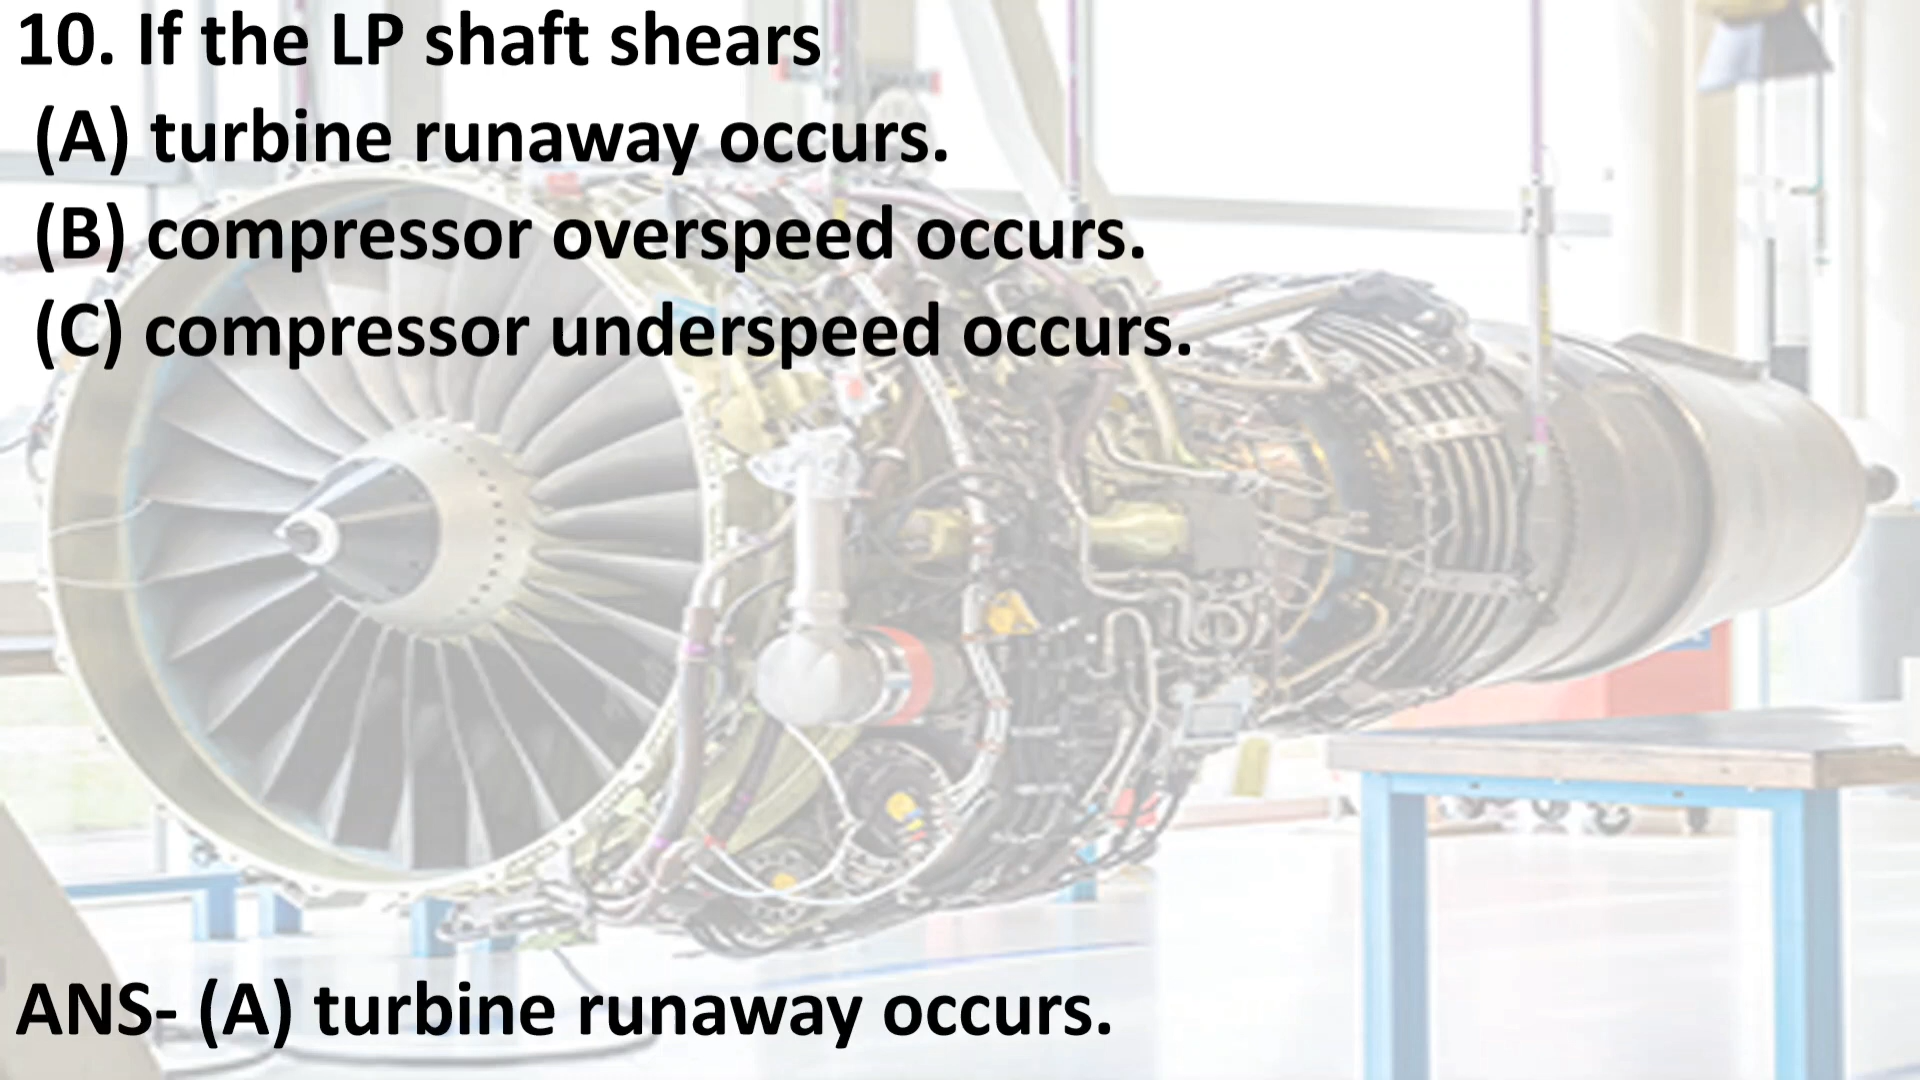 10. If the LP shaft shears
(A) turbine runaway occurs.
(B) compressor overspeed occurs.
(C) compressor underspeed occurs.
ANS- (A) turbine runaway occurs.